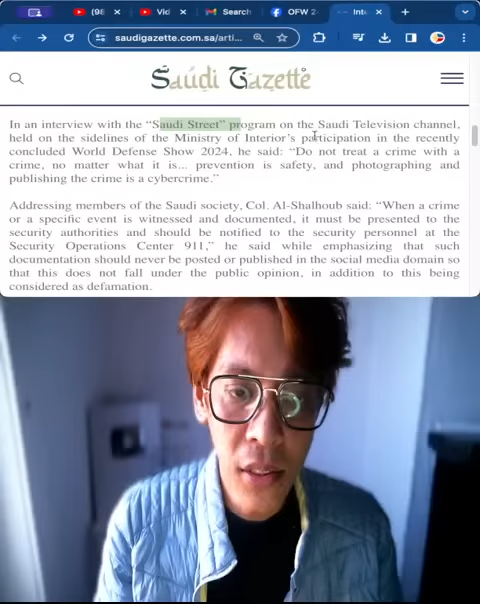 (98
Vid
Search
OFW 24
Int
saudigazette.com.sa/arti...
Saudi Gazette
In an interview with the “Saudi Street” program on the Saudi Television channel,
held on the sidelines of the Ministry of Interior’s participation in the recently
concluded World Defense Show 2024, he said: “Do not treat a crime with a
crime, no matter what it is... prevention is safety, and photographing and
publishing the crime is a cybercrime.”
Addressing members of the Saudi society, Col. Al-Shalhoub said: “When a crime
or a specific event is witnessed and documented, it must be presented to the
security authorities and should be notified to the security personnel at the
Security Operations Center 911,” he said while emphasizing that such
documentation should never be posted or published in the social media domain so
that this does not fall under the public opinion, in addition to this being
considered as defamation.